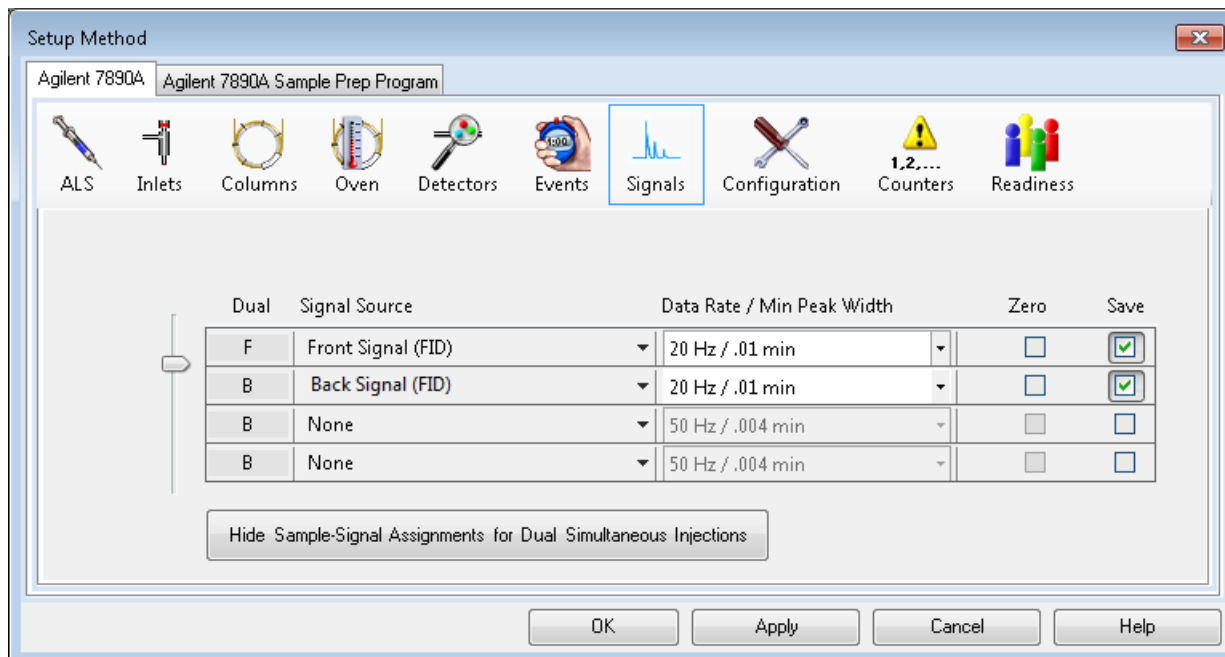 Setup Method
Agilent 7890A Agilent 7890A Sample Prep Program
1:00
1,2,...
ALS Inlets Columns Oven Detectors Events Signals Configuration Counters Readiness
Dual Signal Source Data Rate / Min Peak Width Zero Save
F Front Signal (FID) 20 Hz / .01 min
B Back Signal (FID) 20 Hz / .01 min
B None 50 Hz / .004 min
B None 50 Hz / .004 min
Hide Sample-Signal Assignments for Dual Simultaneous Injections
OK Apply Cancel Help